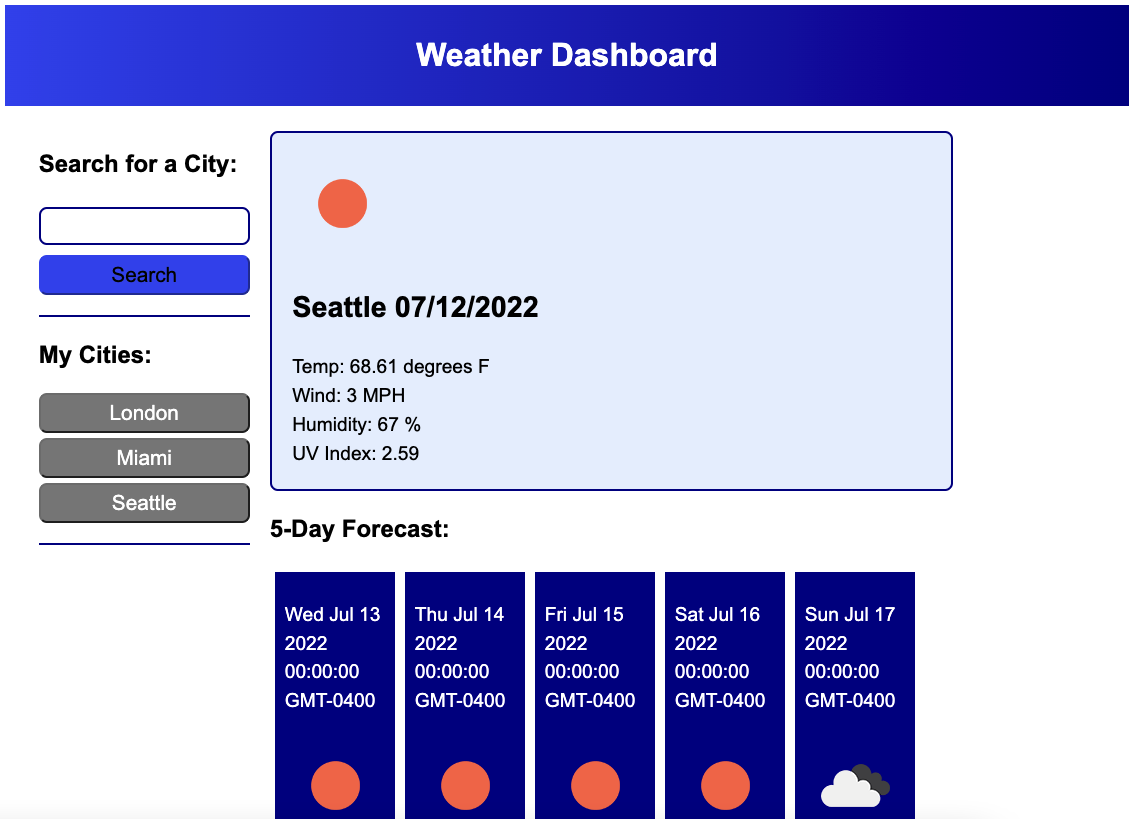 Weather Dashboard
Search for a City:
Search
My Cities:
London
Miami
Seattle
Seattle 07/12/2022
Temp: 68.61 degrees F
Wind: 3 MPH
Humidity: 67 %
UV Index: 2.59
5-Day Forecast:
Wed Jul 13
2022
00:00:00
GMT-0400
Thu Jul 14
2022
00:00:00
GMT-0400
Fri Jul 15
2022
00:00:00
GMT-0400
Sat Jul 16
2022
00:00:00
GMT-0400
Sun Jul 17
2022
00:00:00
GMT-0400